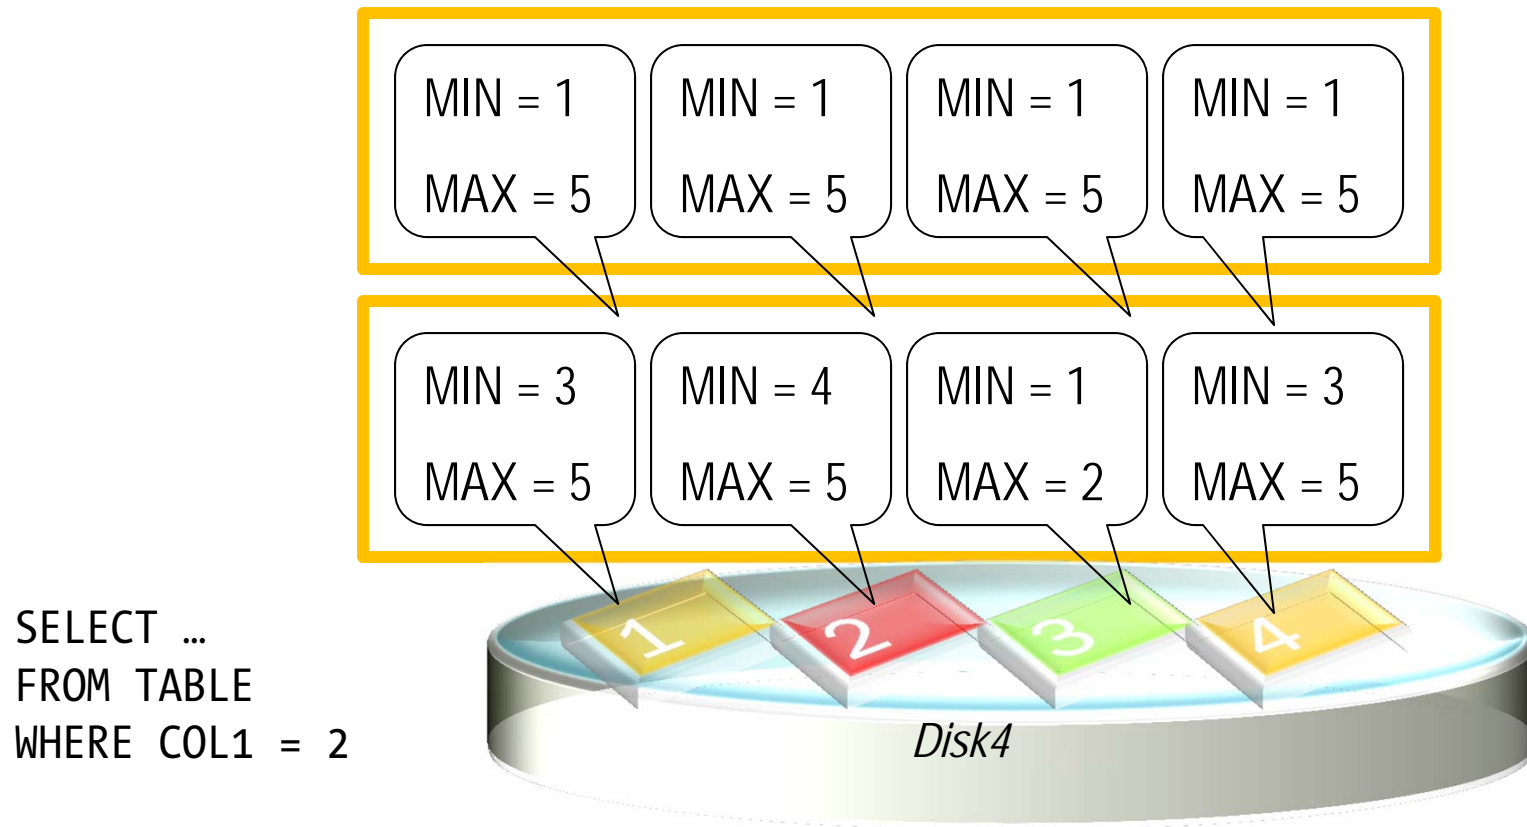 MIN = 1 MIN = 1 MIN = 1 MIN = 1
MAX = 5 MAX = 5 MAX = 5 MAX = 5
MIN = 3 MIN = 4 MIN = 1 MIN = 3
MAX = 5 MAX = 5 MAX = 2 MAX = 5
1 2 3 4
SELECT …
FROM TABLE
WHERE COL1 = 2
Disk4